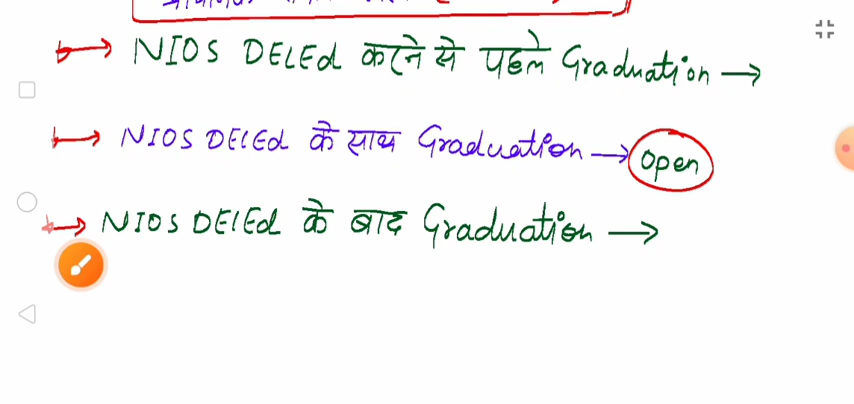 NIOS DELEd करने से पहले Graduation →
NIOS DELEd के साथ Graduation → open
NIOS DELEd के बाद Graduation →